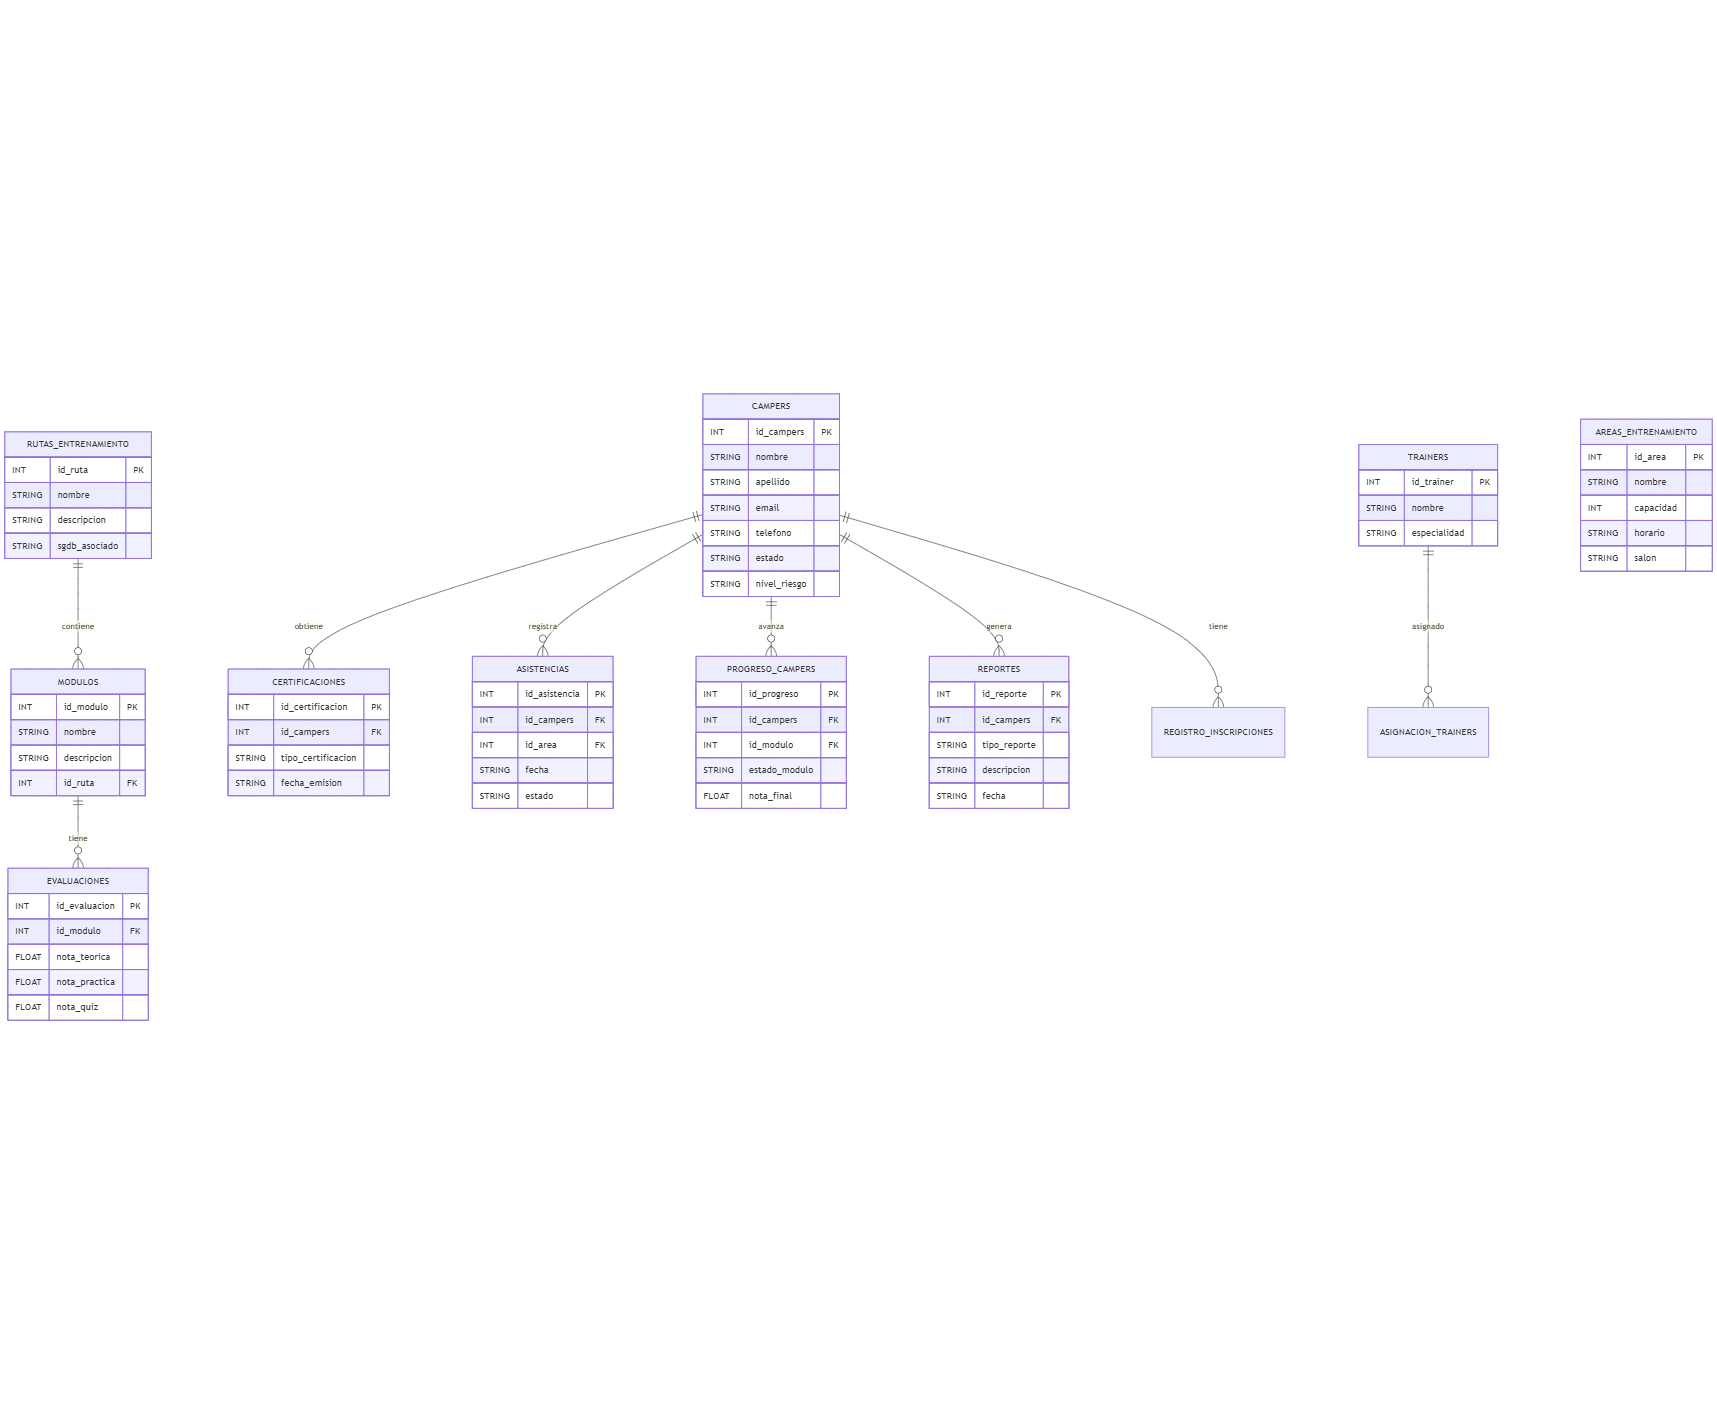 CAMPERS
INT id_campers PK
STRING nombre
STRING apellido
STRING email
STRING telefono
STRING estado
STRING nivel_riesgo
RUTAS_ENTRENAMIENTO
INT id_ruta PK
STRING nombre
STRING descripcion
STRING sgdb_asociado
TRAINERS
INT id_trainer PK
STRING nombre
STRING especialidad
AREAS_ENTRENAMIENTO
INT id_area PK
STRING nombre
INT capacidad
STRING horario
STRING salon
contiene
obtiene
registra
avanza
genera
tiene
asignado
MODULOS
INT id_modulo PK
STRING nombre
STRING descripcion
INT id_ruta FK
CERTIFICACIONES
INT id_certificacion PK
INT id_campers FK
STRING tipo_certificacion
STRING fecha_emision
ASISTENCIAS
INT id_asistencia PK
INT id_campers FK
INT id_area FK
STRING fecha
STRING estado
PROGRESO_CAMPERS
INT id_progreso PK
INT id_campers FK
INT id_modulo FK
STRING estado_modulo
FLOAT nota_final
REPORTES
INT id_reporte PK
INT id_campers FK
STRING tipo_reporte
STRING descripcion
STRING fecha
REGISTRO_INSCRIPCIONES
ASIGNACION_TRAINERS
tiene
EVALUACIONES
INT id_evaluacion PK
INT id_modulo FK
FLOAT nota_teorica
FLOAT nota_practica
FLOAT nota_quiz